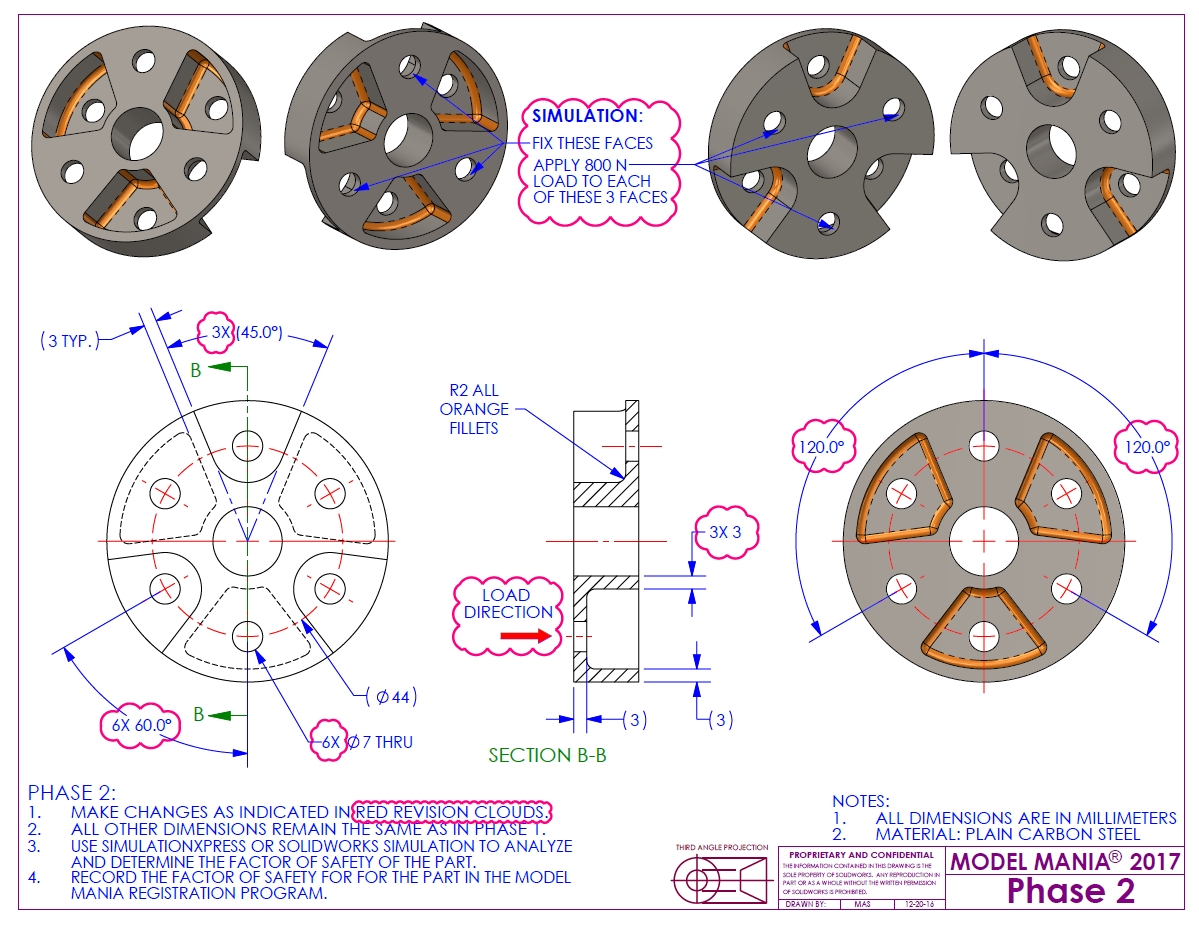 SIMULATION:
FIX THESE FACES
APPLY 800 N
LOAD TO EACH
OF THESE 3 FACES
(3 TYP.)
3X (45.0°)
B
R2 ALL
ORANGE
FILLETS
120.0°
120.0°
3X 3
LOAD
DIRECTION
(⌀44)
6X 60.0°
B
6X ⌀7 THRU
(3)
(3)
SECTION B-B
PHASE 2:
1. MAKE CHANGES AS INDICATED IN RED REVISION CLOUDS.
2. ALL OTHER DIMENSIONS REMAIN THE SAME AS IN PHASE 1.
3. USE SIMULATIONXPRESS OR SOLIDWORKS SIMULATION TO ANALYZE
AND DETERMINE THE FACTOR OF SAFETY OF THE PART.
4. RECORD THE FACTOR OF SAFETY FOR FOR THE PART IN THE MODEL
MANIA REGISTRATION PROGRAM.
NOTES:
1. ALL DIMENSIONS ARE IN MILLIMETERS
2. MATERIAL: PLAIN CARBON STEEL
THIRD ANGLE PROJECTION
PROPRIETARY AND CONFIDENTIAL
THE INFORMATION CONTAINED IN THIS DRAWING IS THE
SOLE PROPERTY OF SOLIDWORKS. ANY REPRODUCTION IN
PART OR AS A WHOLE WITHOUT THE WRITTEN PERMISSION
OF SOLIDWORKS IS PROHIBITED.
DRAWN BY: MAS 12-20-16
MODEL MANIA® 2017
Phase 2